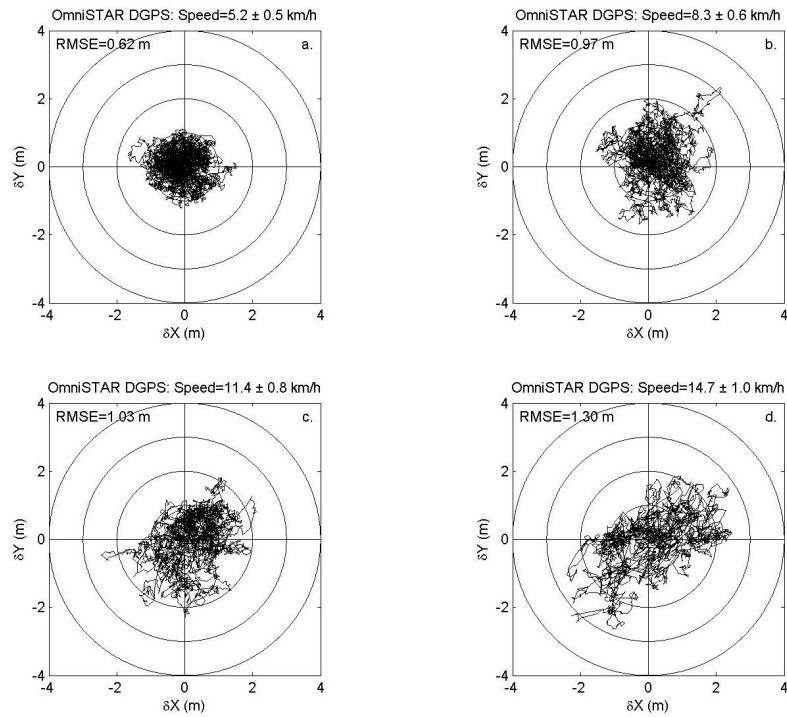 OmniSTAR DGPS: Speed=5.2 ± 0.5 km/h
RMSE=0.62 m
a.
4
2
0
-2
-4
δY (m)
-4 -2 0 2 4
δX (m)
OmniSTAR DGPS: Speed=8.3 ± 0.6 km/h
RMSE=0.97 m
b.
4
2
0
-2
-4
δY (m)
-4 -2 0 2 4
δX (m)
OmniSTAR DGPS: Speed=11.4 ± 0.8 km/h
RMSE=1.03 m
c.
4
2
0
-2
-4
δY (m)
-4 -2 0 2 4
δX (m)
OmniSTAR DGPS: Speed=14.7 ± 1.0 km/h
RMSE=1.30 m
d.
4
2
0
-2
-4
δY (m)
-4 -2 0 2 4
δX (m)